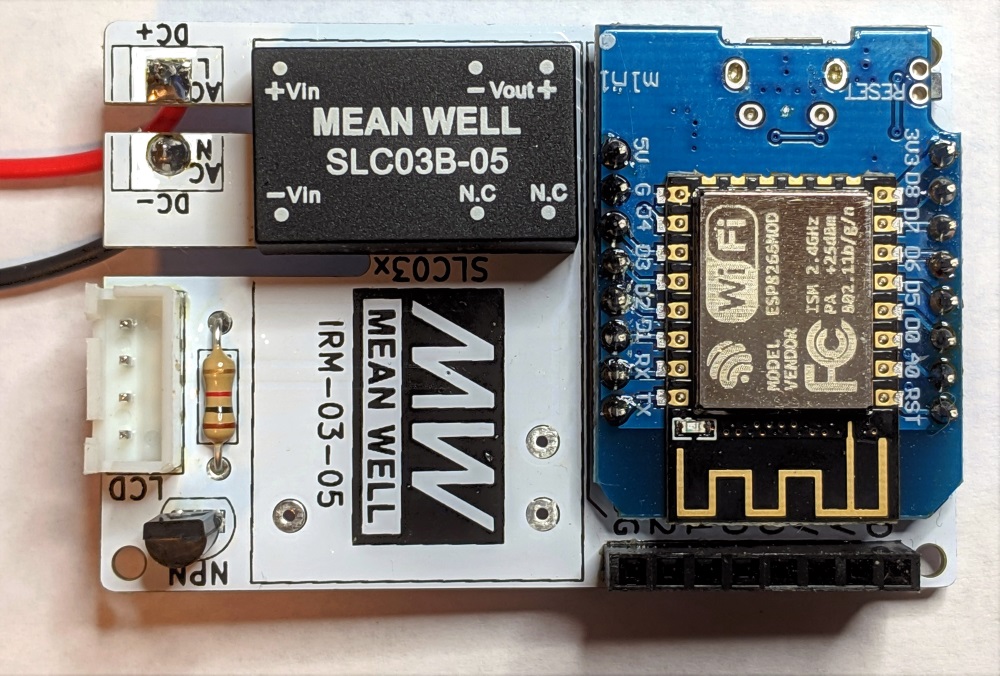 DC+
L
AC
N
AC
DC-
+Vin
-Vout+
MEAN WELL
SLC03B-05
-Vin
N.C
N.C
SLC03x
MEAN WELL
IRM-03-05
LCD
NPN
mini
RESET
5V
G
D4
D3
D2
D1
RX
TX
3V3
D8
D7
D6
D5
D0
A0
RST
WiFi
ESP8266MOD
ISM 2.4GHz
PA +25dBm
802.11b/g/n
MODEL
VENDOR
FC
G